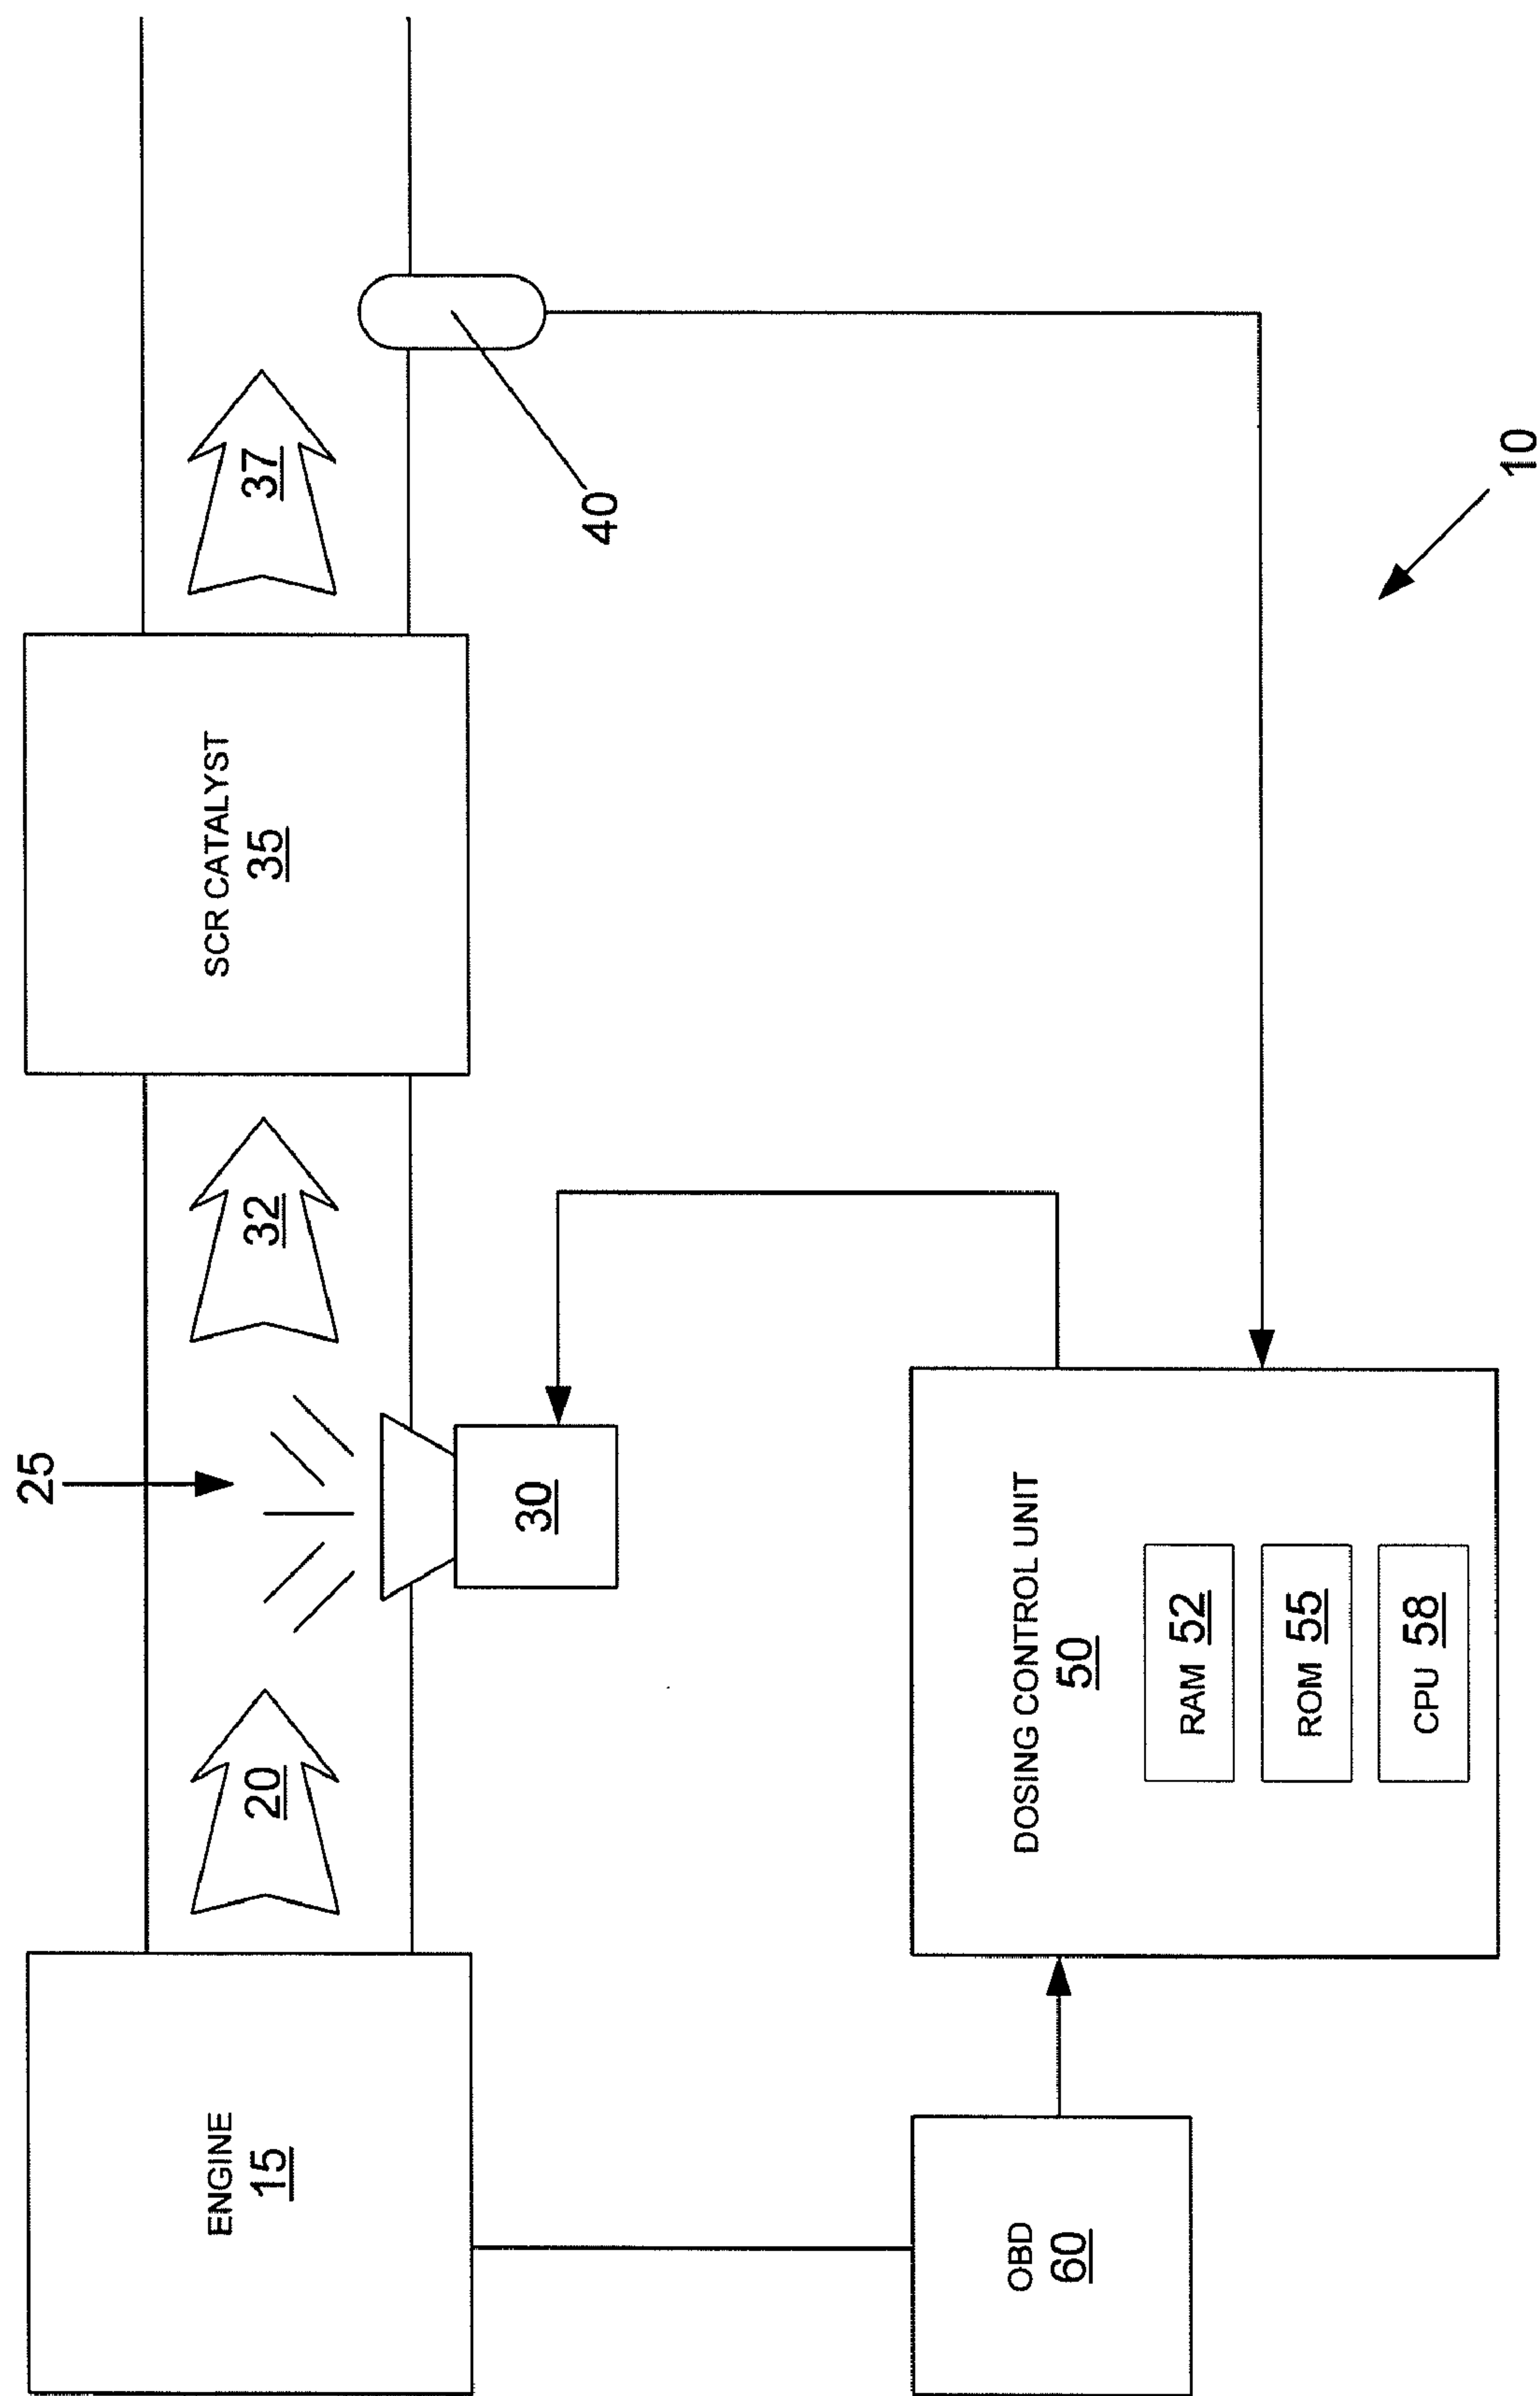 25
ENGINE
15
20
32
SCR CATALYST
35
37
30
40
OBD
60
DOSING CONTROL UNIT
50
RAM 52
ROM 55
CPU 58
10